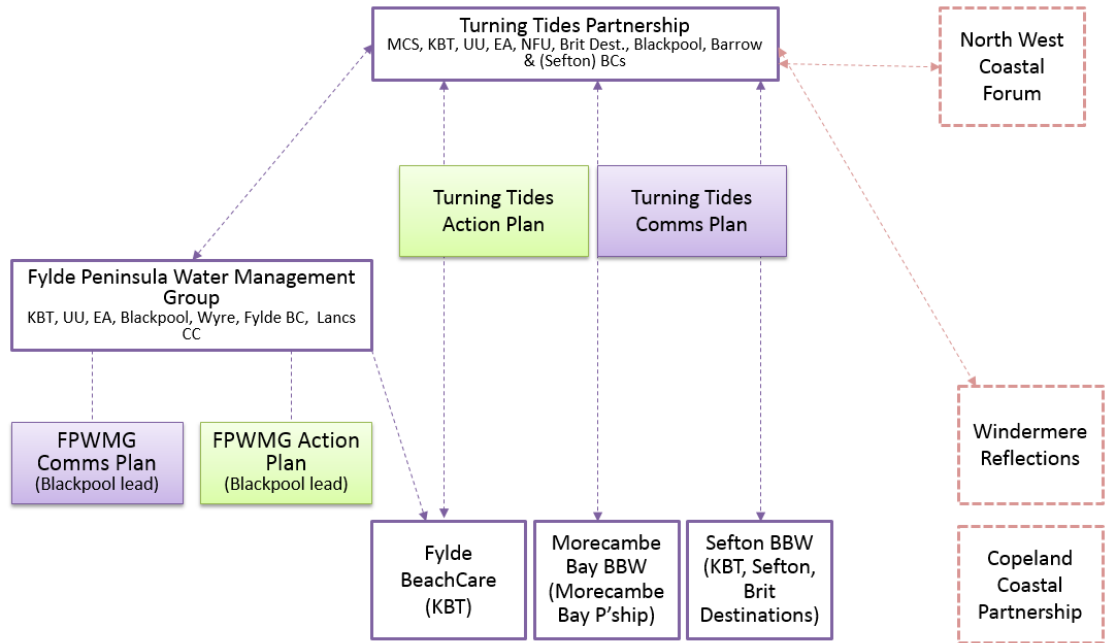 Turning Tides Partnership
MCS, KBT, UU, EA, NFU, Brit Dest., Blackpool, Barrow
& (Sefton) BCs
North West
Coastal
Forum
Turning Tides
Action Plan
Turning Tides
Comms Plan
Fylde Peninsula Water Management
Group
KBT, UU, EA, Blackpool, Wyre, Fylde BC, Lancs
CC
FPWMG
Comms Plan
(Blackpool lead)
FPWMG Action
Plan
(Blackpool lead)
Windermere
Reflections
Fylde
BeachCare
(KBT)
Morecambe
Bay BBW
(Morecambe
Bay P'ship)
Sefton BBW
(KBT, Sefton,
Brit
Destinations)
Copeland
Coastal
Partnership